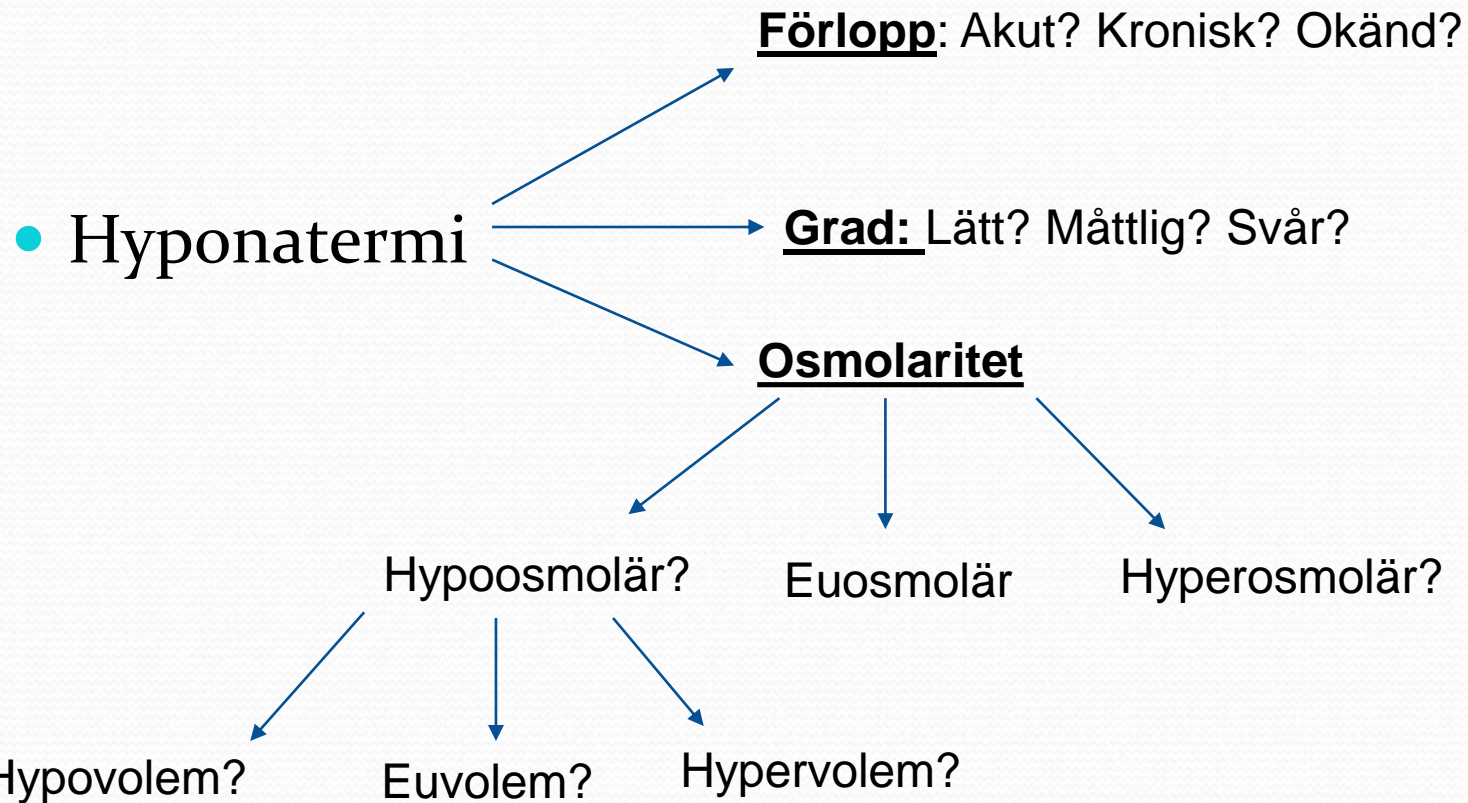 Förlopp: Akut? Kronisk? Okänd?
• Hyponatermi
Grad: Lätt? Måttlig? Svår?
Osmolaritet
Hypoosmolär?
Euosmolär
Hyperosmolär?
Hypovolem?
Euvolem?
Hypervolem?